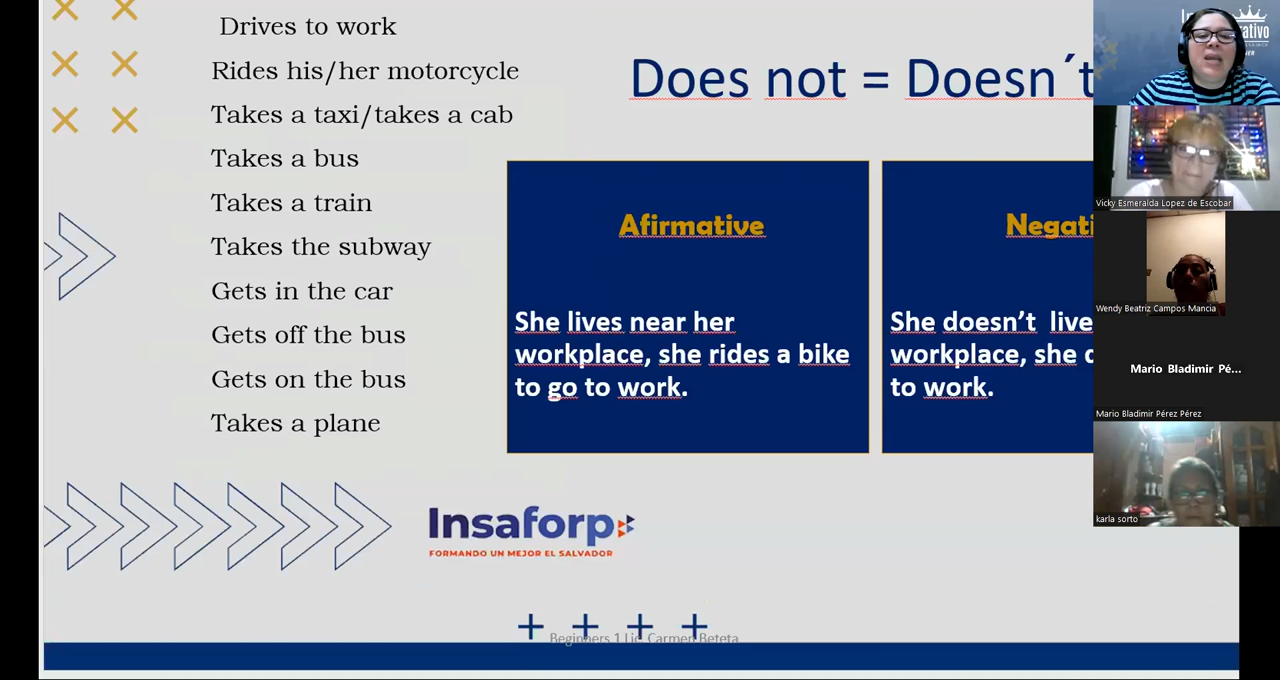 Drives to work
Rides his/her motorcycle
Takes a taxi/takes a cab
Takes a bus
Takes a train
Takes the subway
Gets in the car
Gets off the bus
Gets on the bus
Takes a plane
Does not = Doesn´t
Afirmative
She lives near her
workplace, she rides a bike
to go to work.
Negati
She doesn’t live
workplace, she d
to work.
Insaforp
FORMANDO UN MEJOR EL SALVADOR
Beginners 1 Lic. Carmen Beteta
Vicky Esmeralda Lopez de Escobar
Wendy Beatriz Campos Mancia
Mario Bladimir Pé...
Mario Bladimir Pérez Pérez
karla sorto